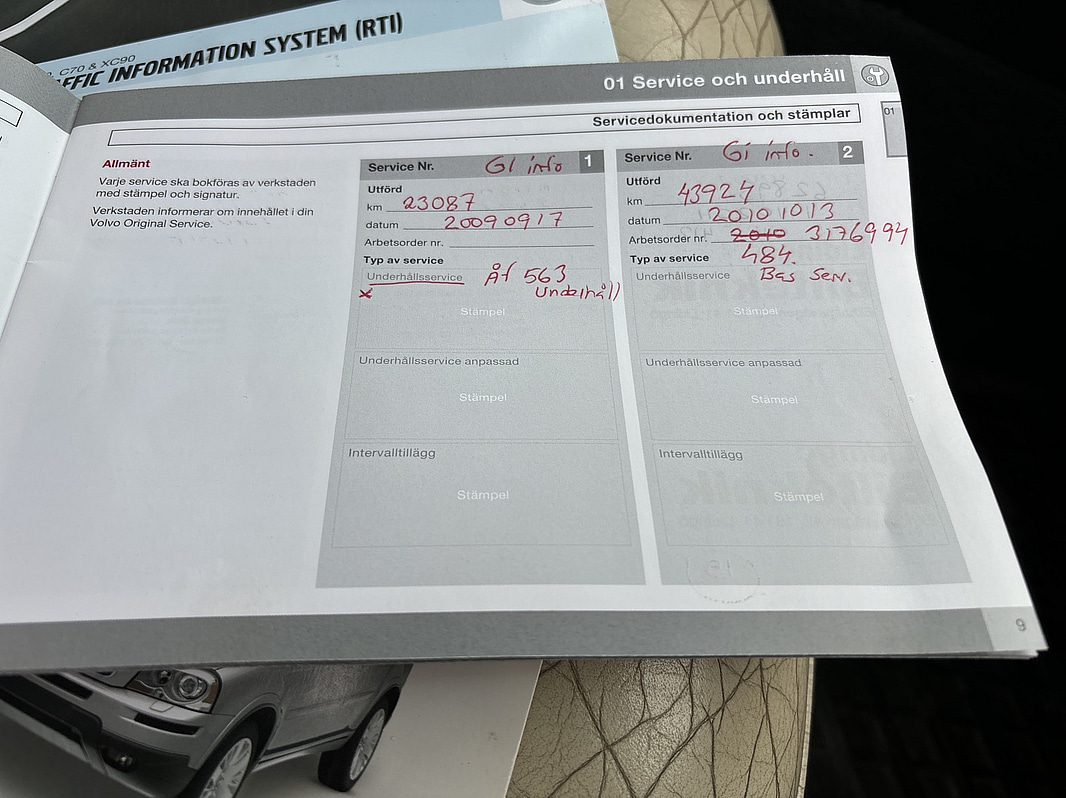 C70 & XC90
FFIC INFORMATION SYSTEM (RTI)
01 Service och underhåll
01
Servicedokumentation och stämplar
Allmänt
Varje service ska bokföras av verkstaden
med stämpel och signatur.
Verkstaden informerar om innehållet i din
Volvo Original Service.
Service Nr. GI info 1
Utförd
km 23087
datum 20090917
Arbetsorder nr.
Typ av service
Underhållsservice Åf 563
x Underhåll
Stämpel
Underhållsservice anpassad
Stämpel
Intervalltillägg
Stämpel
Service Nr. GI info. 2
Utförd
km 43924
datum 20101013
Arbetsorder nr. 2010 3176994
Typ av service 484.
Underhållsservice Bas Serv.
Stämpel
Underhållsservice anpassad
Stämpel
Intervalltillägg
Stämpel
9